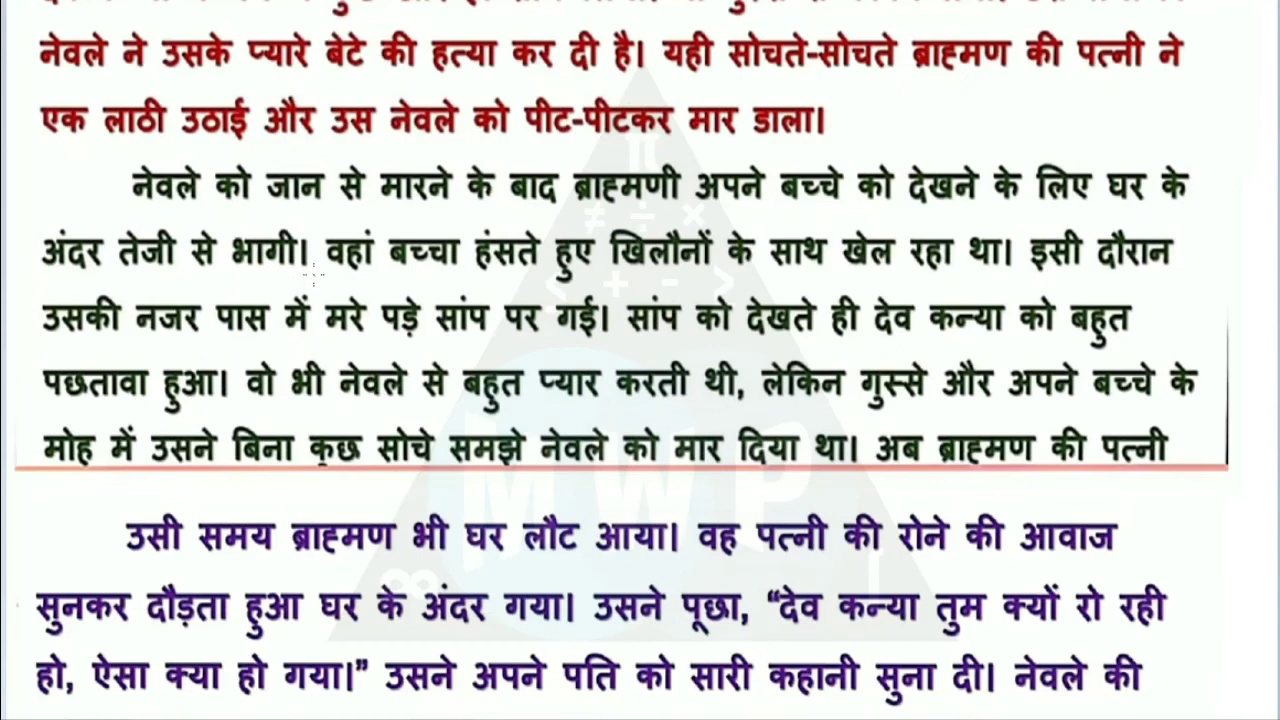 नेवले ने उसके प्यारे बेटे की हत्या कर दी है। यही सोचते-सोचते ब्राह्मण की पत्नी ने
एक लाठी उठाई और उस नेवले को पीट-पीटकर मार डाला।
नेवले को जान से मारने के बाद ब्राह्मणी अपने बच्चे को देखने के लिए घर के
अंदर तेजी से भागी। वहां बच्चा हंसते हुए खिलौनों के साथ खेल रहा था। इसी दौरान
उसकी नजर पास में मरे पड़े सांप पर गई। सांप को देखते ही देव कन्या को बहुत
पछतावा हुआ। वो भी नेवले से बहुत प्यार करती थी, लेकिन गुस्से और अपने बच्चे के
मोह में उसने बिना कुछ सोचे समझे नेवले को मार दिया था। अब ब्राह्मण की पत्नी
MWP
उसी समय ब्राह्मण भी घर लौट आया। वह पत्नी की रोने की आवाज
सुनकर दौड़ता हुआ घर के अंदर गया। उसने पूछा, “देव कन्या तुम क्यों रो रही
हो, ऐसा क्या हो गया।” उसने अपने पति को सारी कहानी सुना दी। नेवले की